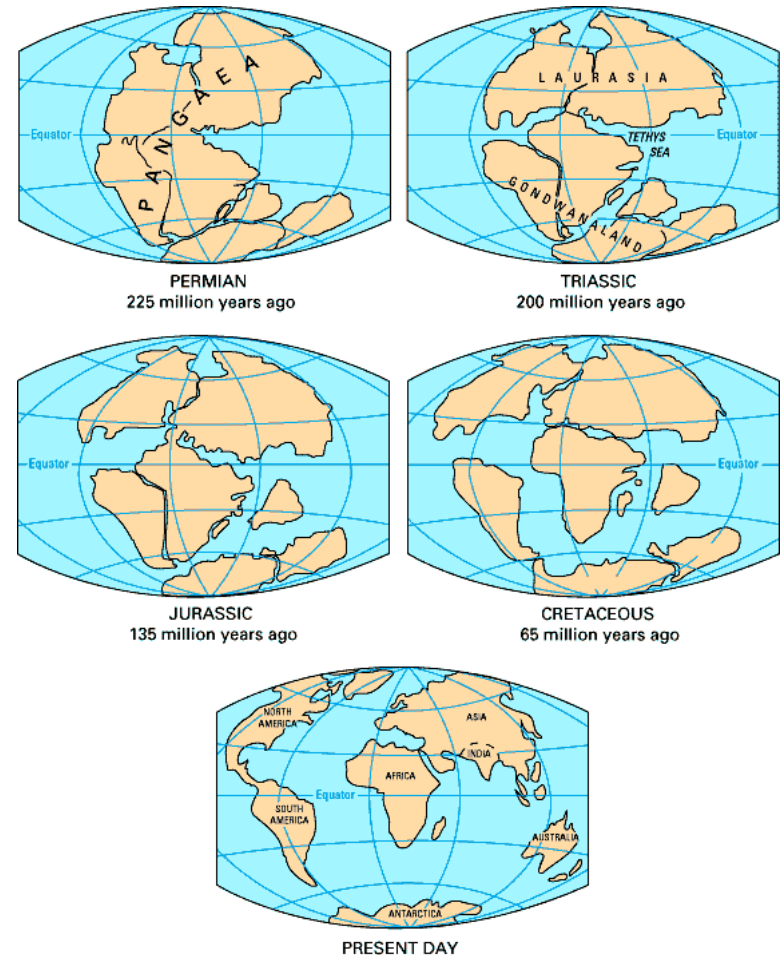 PANGAEA
Equator
PERMIAN
225 million years ago
LAURASIA
TETHYS
SEA
Equator
GONDWANALAND
TRIASSIC
200 million years ago
Equator
JURASSIC
135 million years ago
Equator
CRETACEOUS
65 million years ago
NORTH
AMERICA
ASIA
INDIA
AFRICA
Equator
SOUTH
AMERICA
AUSTRALIA
ANTARCTICA
PRESENT DAY